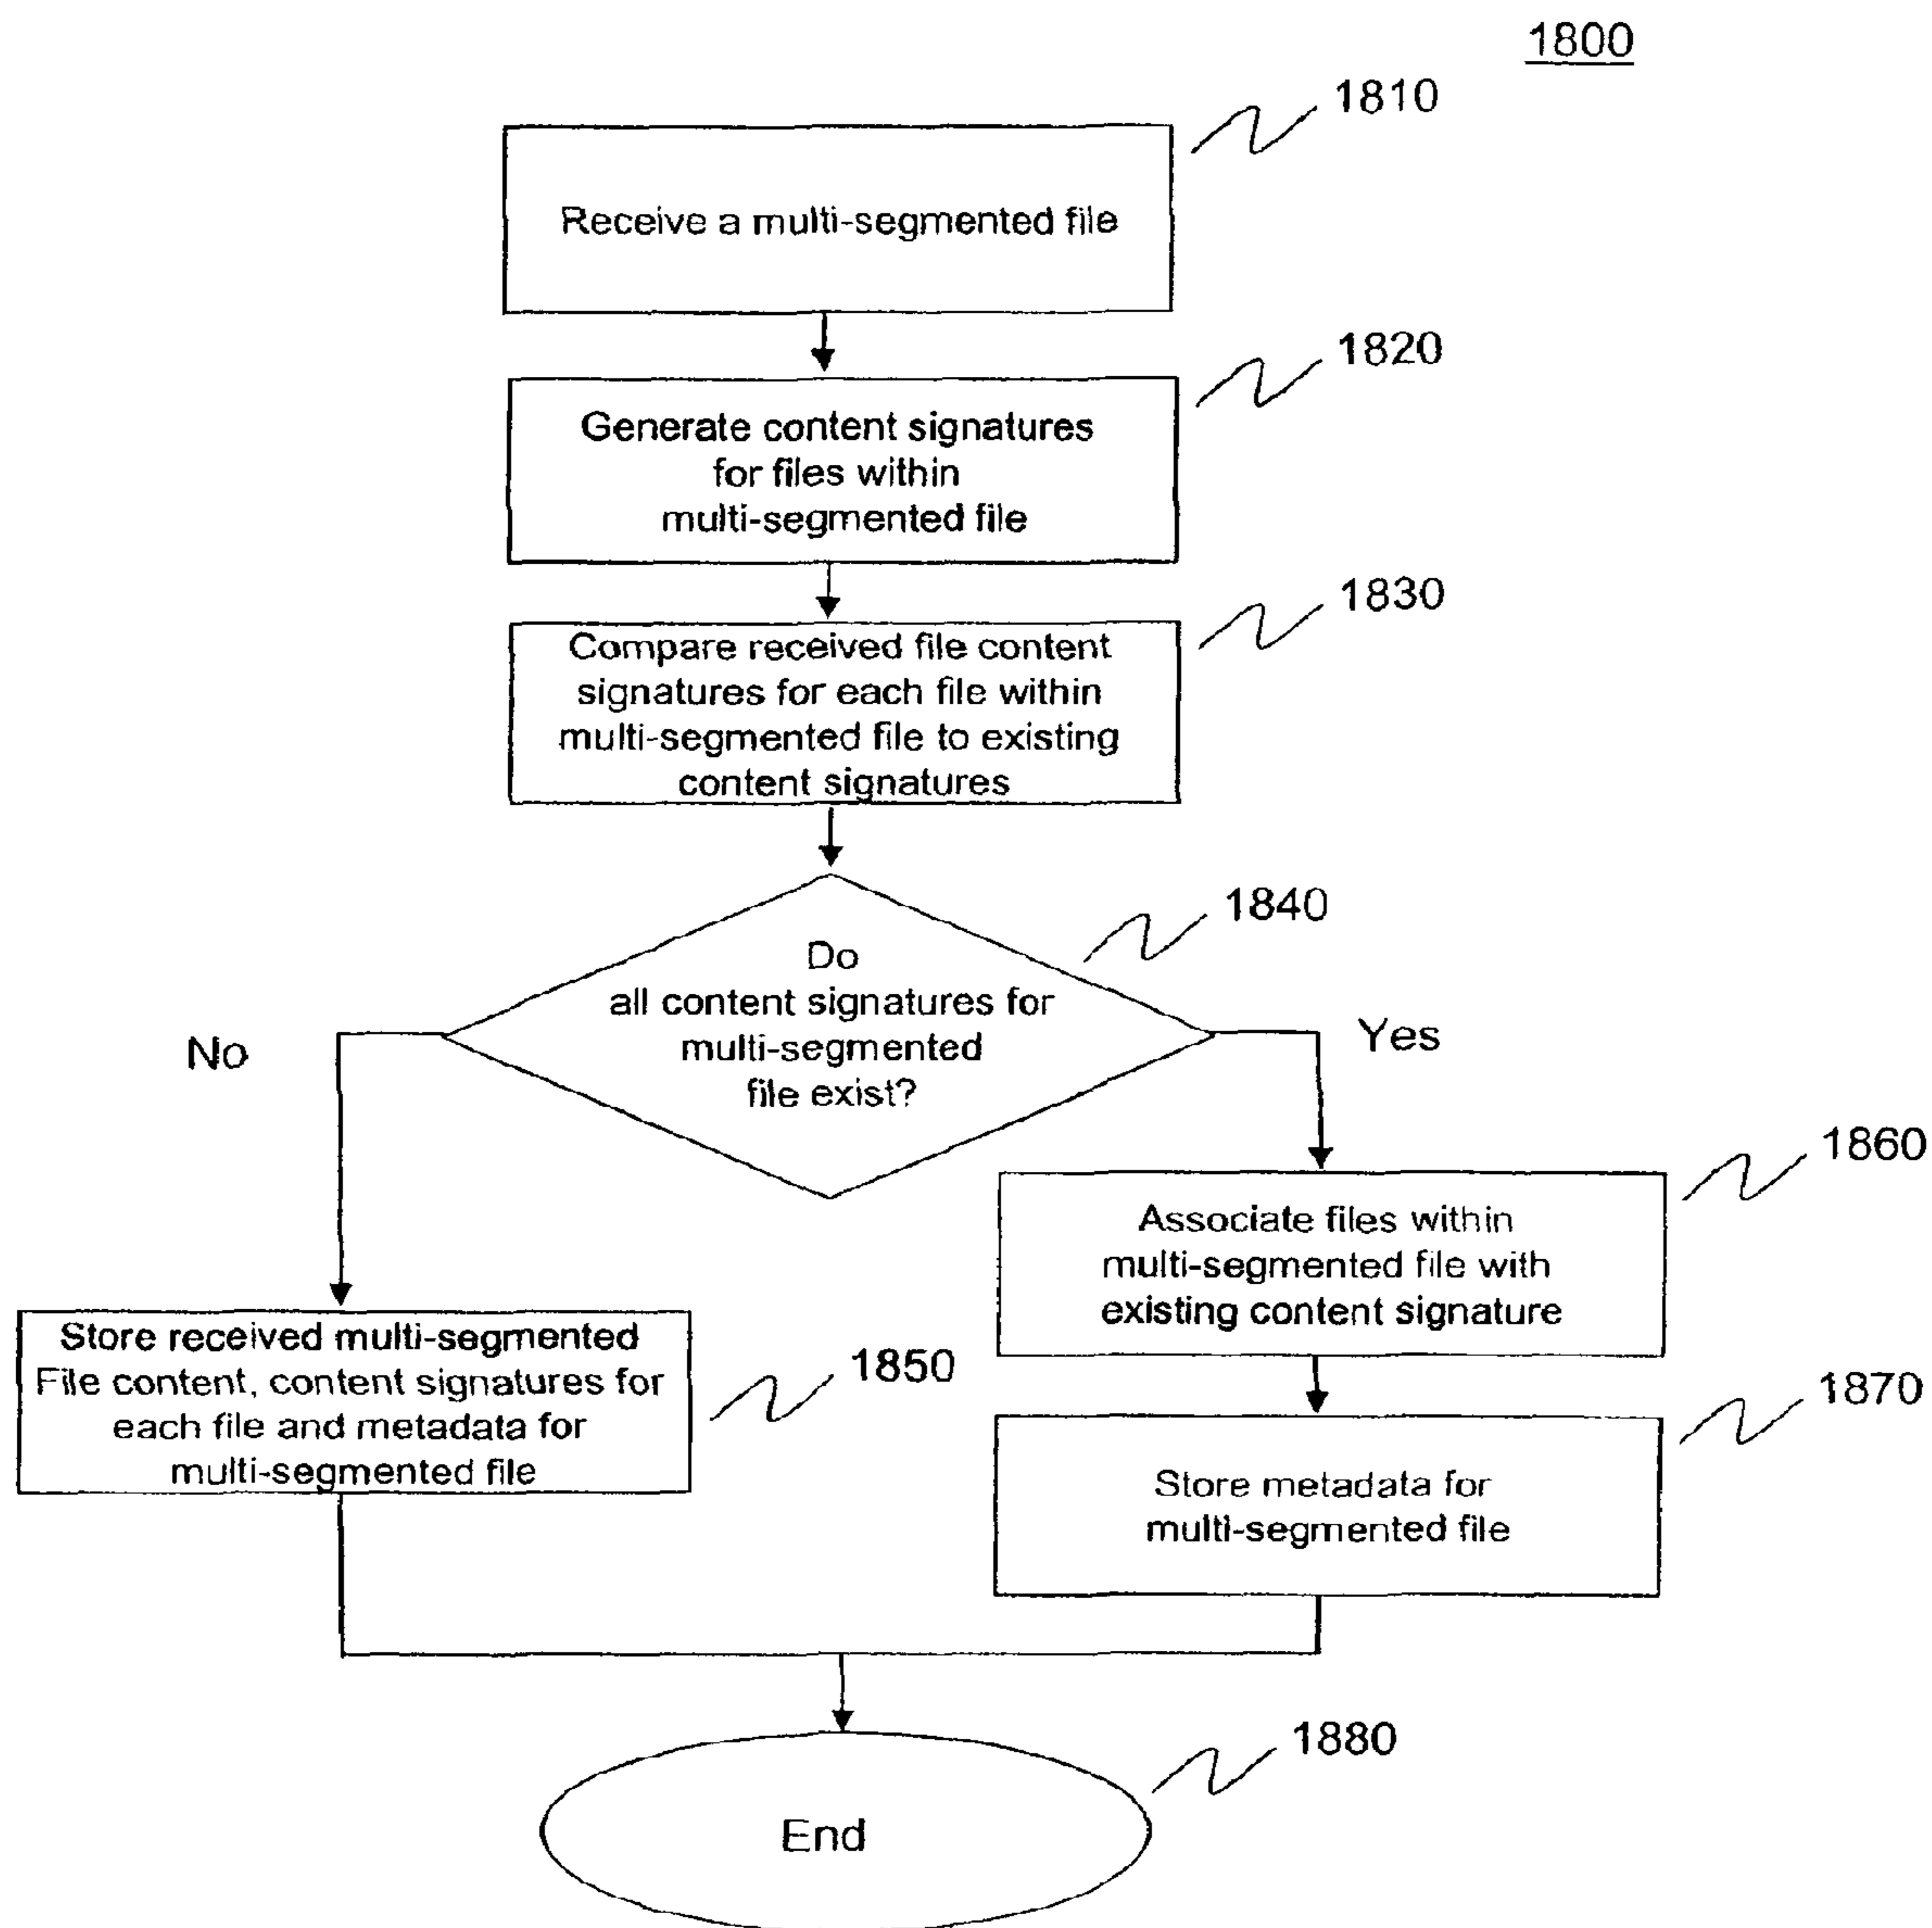 1800
1810
Receive a multi-segmented file
1820
Generate content signatures
for files within
multi-segmented file
1830
Compare received file content
signatures for each file within
multi-segmented file to existing
content signatures
1840
Do
all content signatures for
multi-segmented
file exist?
No
Yes
1860
Associate files within
multi-segmented file with
existing content signature
Store received multi-segmented
File content, content signatures for
each file and metadata for
multi-segmented file
1850
1870
Store metadata for
multi-segmented file
1880
End